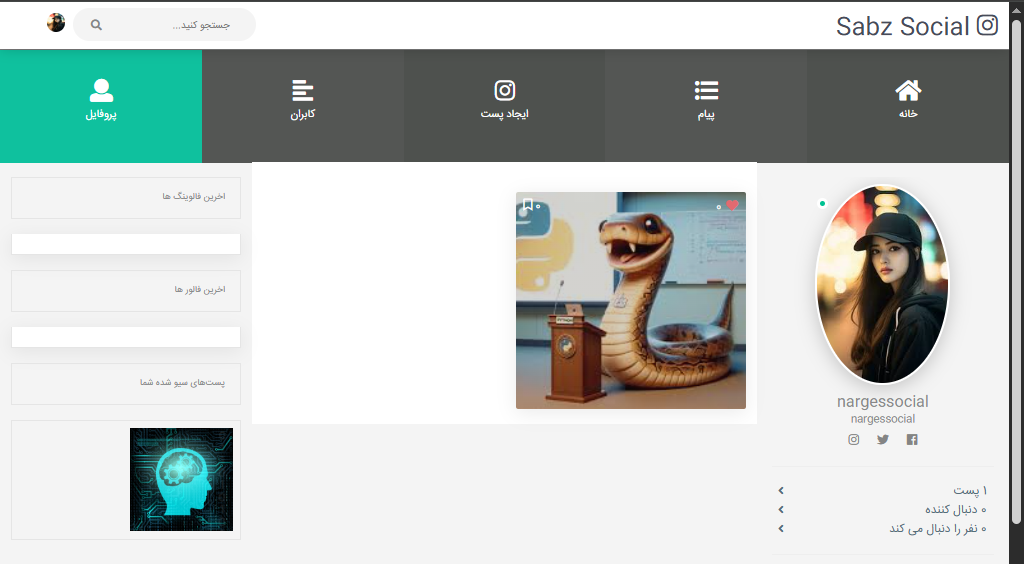 Sabz Social
جستجو کنید...
خانه
پیام
ایجاد پست
کابران
پروفایل
nargessocial
nargessocial
۱ پست
۰ دنبال کننده
۰ نفر را دنبال می کند
۰
۰
اخرین فالوینگ ها
اخرین فالور ها
پست‌های سیو شده شما